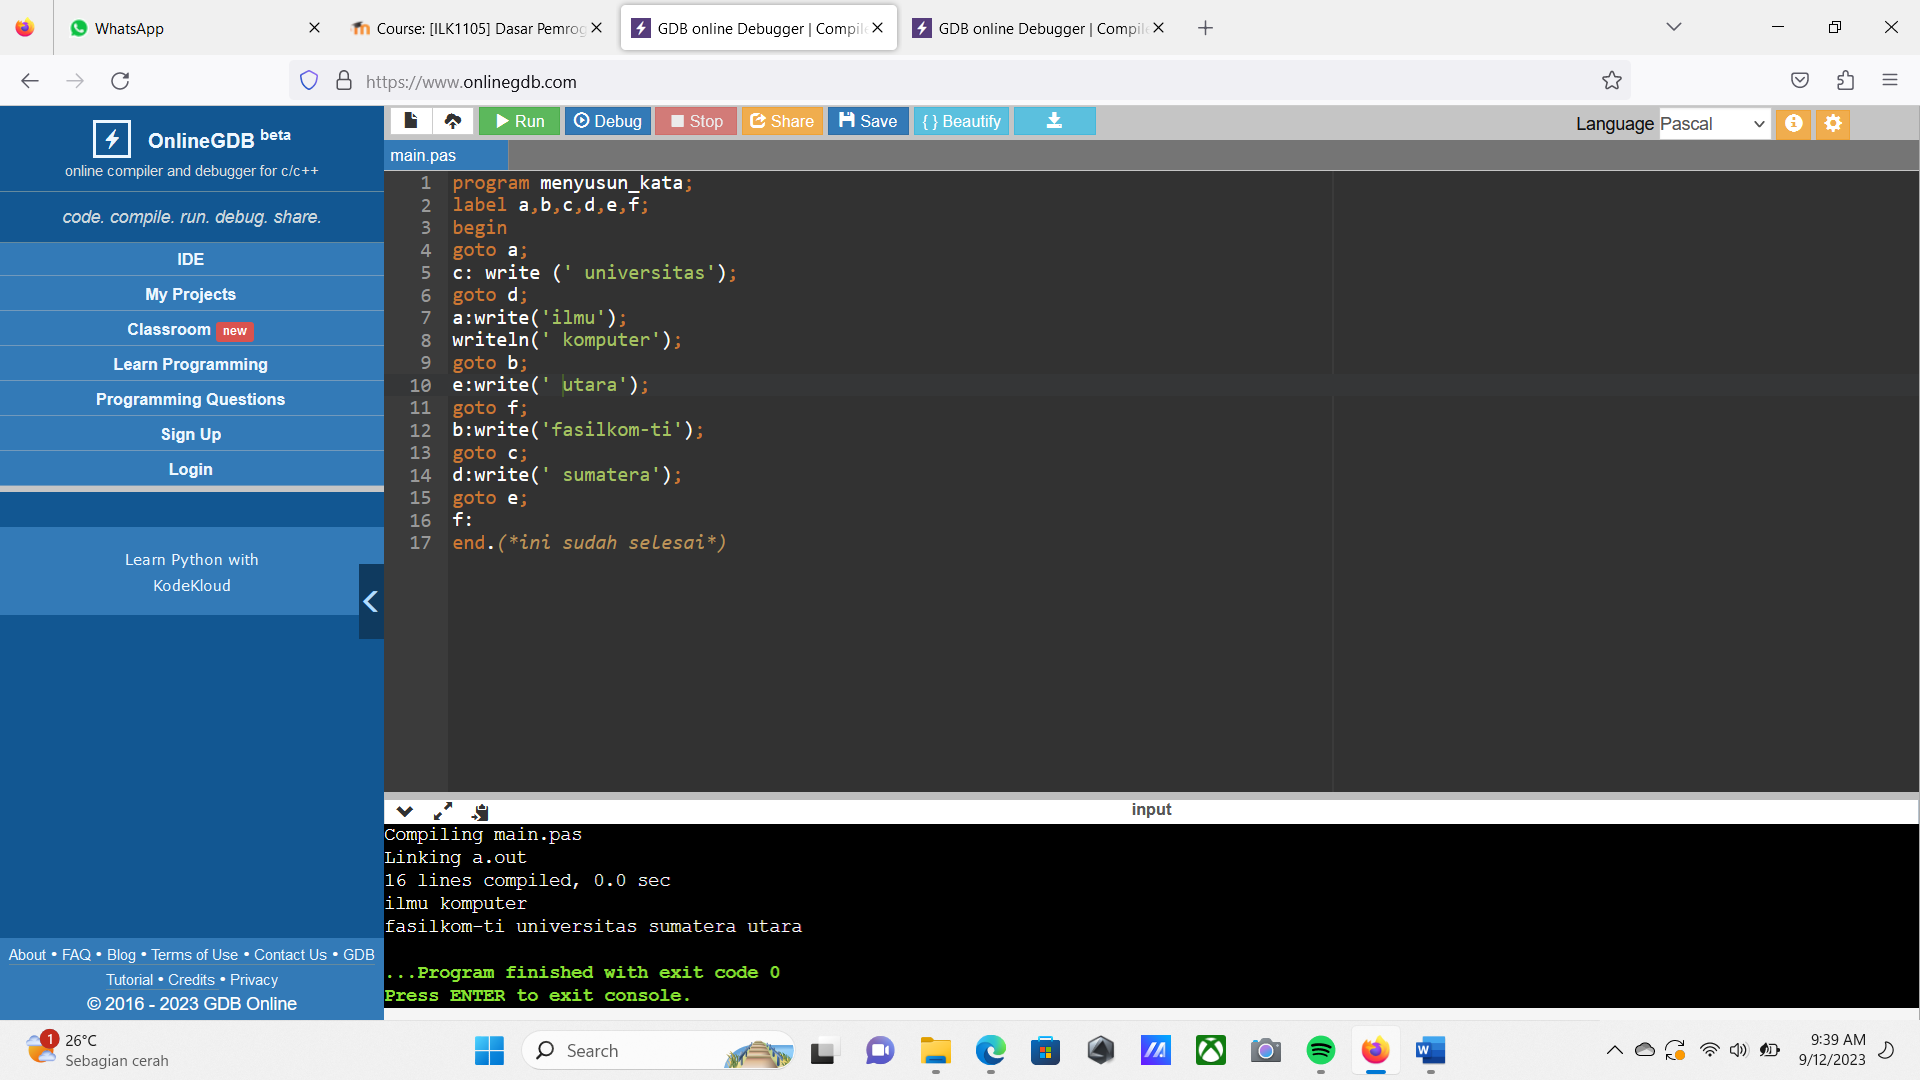 WhatsApp
Course: [ILK1105] Dasar Pemrog
GDB online Debugger | Compile
GDB online Debugger | Compile
https://www.onlinegdb.com
OnlineGDB beta
online compiler and debugger for c/c++
code. compile. run. debug. share.
IDE
My Projects
Classroom new
Learn Programming
Programming Questions
Sign Up
Login
Learn Python with
KodeKloud
About • FAQ • Blog • Terms of Use • Contact Us • GDB
Tutorial • Credits • Privacy
© 2016 - 2023 GDB Online
Run Debug Stop Share Save { } Beautify
Language Pascal
main.pas
1 program menyusun_kata;
2 label a,b,c,d,e,f;
3 begin
4 goto a;
5 c: write (' universitas');
6 goto d;
7 a:write('ilmu');
8 writeln(' komputer');
9 goto b;
10 e:write(' utara');
11 goto f;
12 b:write('fasilkom-ti');
13 goto c;
14 d:write(' sumatera');
15 goto e;
16 f:
17 end.(*ini sudah selesai*)
input
Compiling main.pas
Linking a.out
16 lines compiled, 0.0 sec
ilmu komputer
fasilkom-ti universitas sumatera utara
...Program finished with exit code 0
Press ENTER to exit console.
1
26°C
Sebagian cerah
Search
9:39 AM
9/12/2023